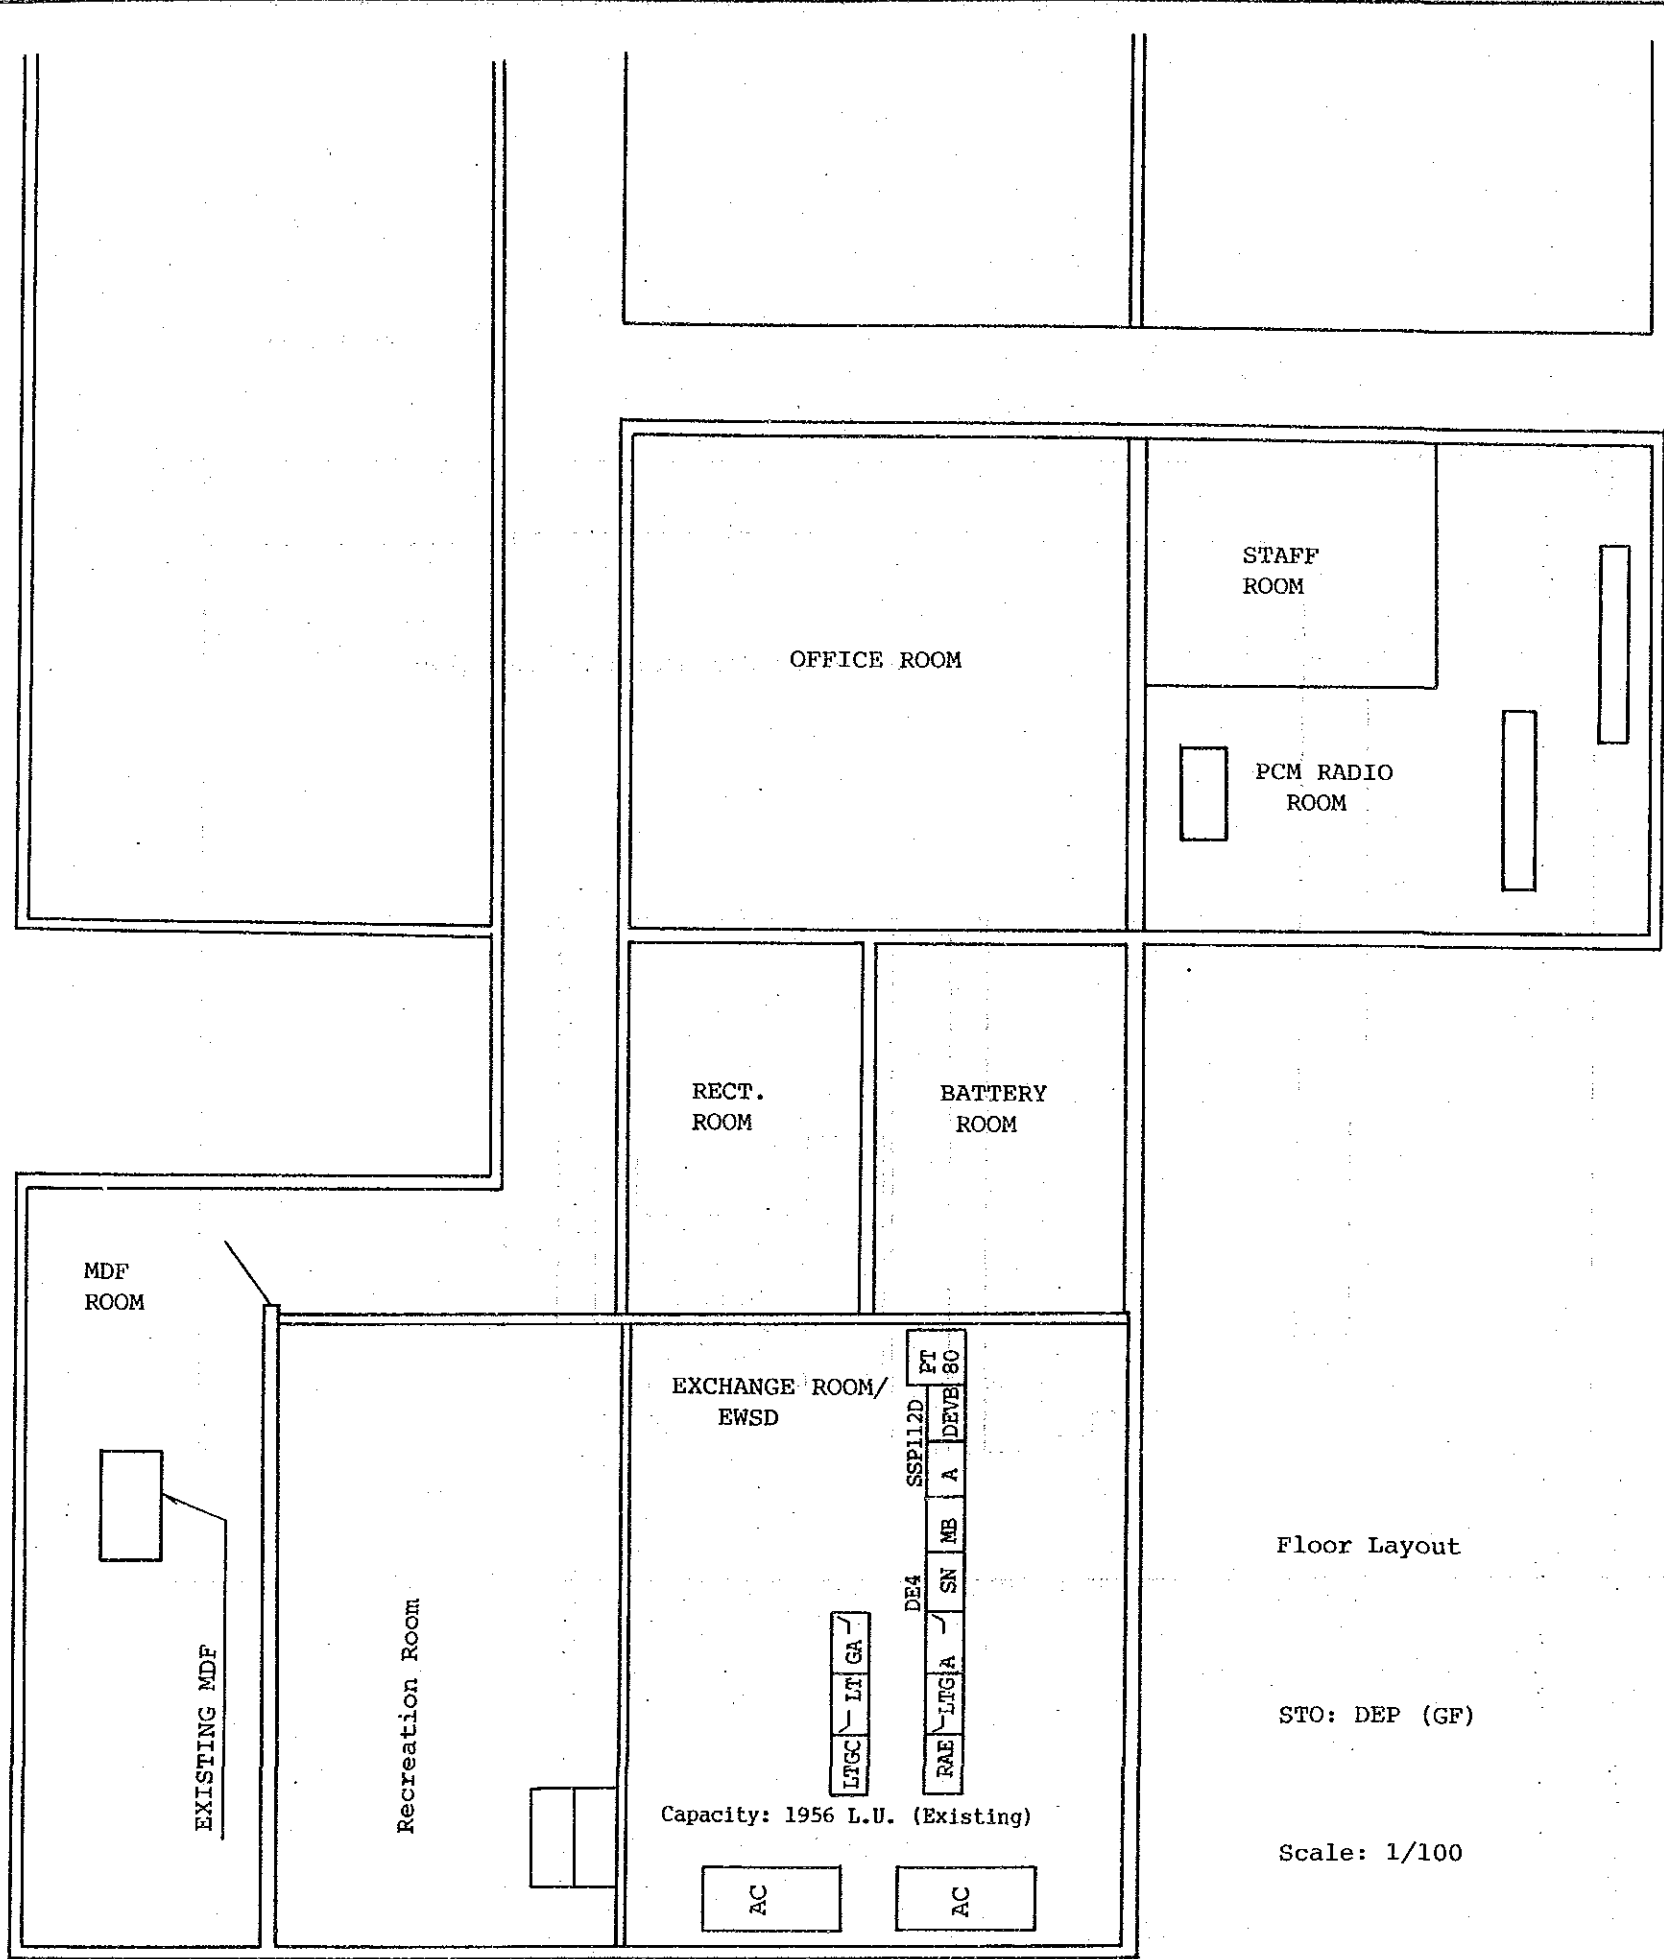 STAFF
ROOM
OFFICE ROOM
PCM RADIO
ROOM
RECT.
ROOM
BATTERY
ROOM
MDF
ROOM
EXISTING MDF
Recreation Room
EXCHANGE ROOM/
EWSD
PT 80
SSP112D
DEVB
A
MB
DE4
SN
LTG A
RAE
LT GA
LTGC
Capacity: 1956 L.U. (Existing)
AC
AC
Floor Layout
STO: DEP (GF)
Scale: 1/100